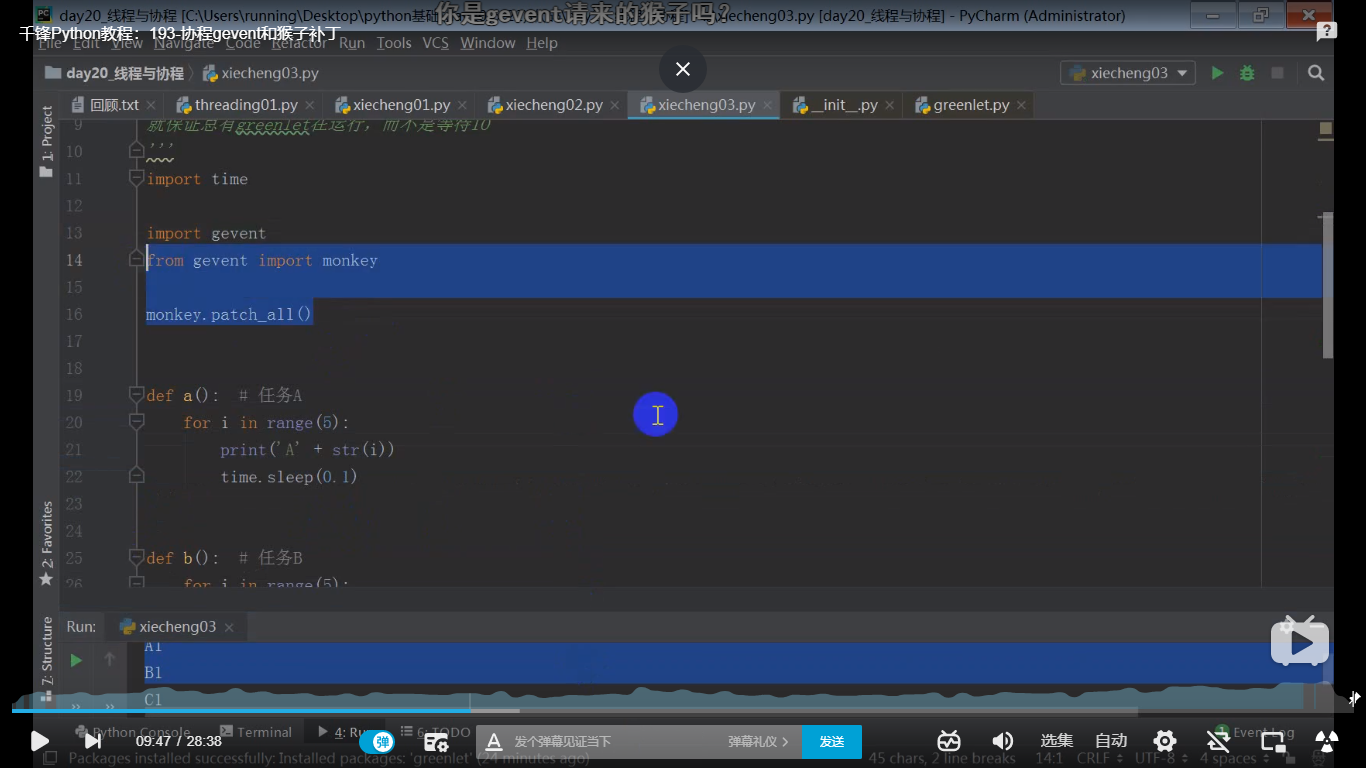 day20_线程与协程 [C:\Users\running\Desktop\python基础
你是gevent请来的猴子吗?
xiecheng03.py [day20_线程与协程] - PyCharm (Administrator)
千锋Python教程：193-协程gevent和猴子补丁
File Edit View Navigate Code Refactor Run Tools VCS Window Help
day20_线程与协程 xiecheng03.py
xiecheng03
回顾.txt threading01.py xiecheng01.py xiecheng02.py xiecheng03.py __init__.py greenlet.py
1: Project
9 就保证总有greenlet在运行，而不是等待IO
10 '''
11 import time
12
13 import gevent
14 from gevent import monkey
15
16 monkey.patch_all()
17
18
19 def a(): # 任务A
20 for i in range(5):
21 print('A' + str(i))
22 time.sleep(0.1)
23
24
25 def b(): # 任务B
26 for i in range(5):
2: Favorites
7: Structure
Run: xiecheng03
A1
B1
C1
Python Console Terminal 4: Ru 6: TODO Event Log
09:47 / 28:38
弹
发个弹幕见证当下
弹幕礼仪 >
发送
选集
自动
Packages installed successfully: Installed packages: 'greenlet' (24 minutes ago)
45 chars, 2 line breaks 14:1 CRLF UTF-8 4 spaces